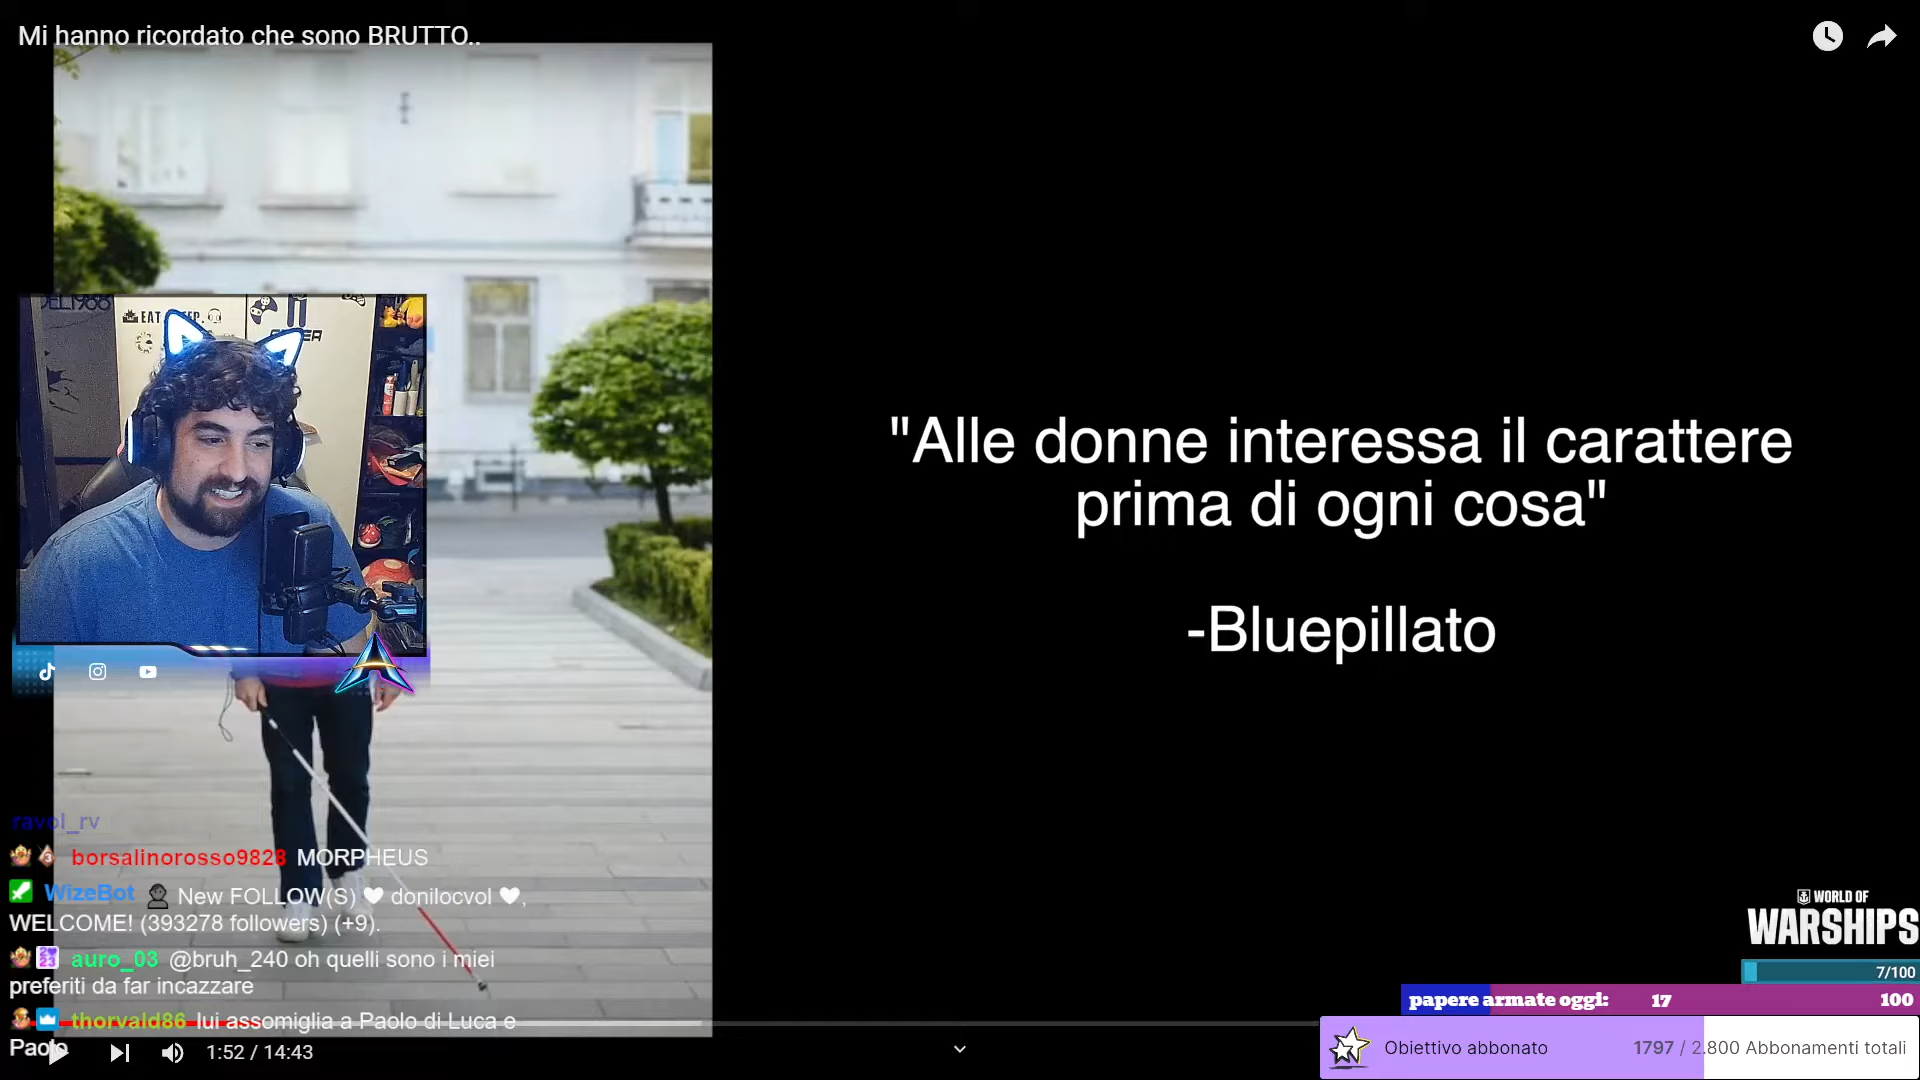 Mi hanno ricordato che sono BRUTTO..
"Alle donne interessa il carattere
prima di ogni cosa"
-Bluepillato
ravol_rv
borsalinorosso9828 MORPHEUS
WizeBot New FOLLOW(S) donilocvol,
WELCOME! (393278 followers) (+9).
auro_03 @bruh_240 oh quelli sono i miei
preferiti da far incazzare
thorvald86 lui assomiglia a Paolo di Luca e
Paolo
1:52 / 14:43
WORLD OF
WARSHIPS
7/100
papere armate oggi: 17 100
Obiettivo abbonato 1797 / 2.800 Abbonamenti totali